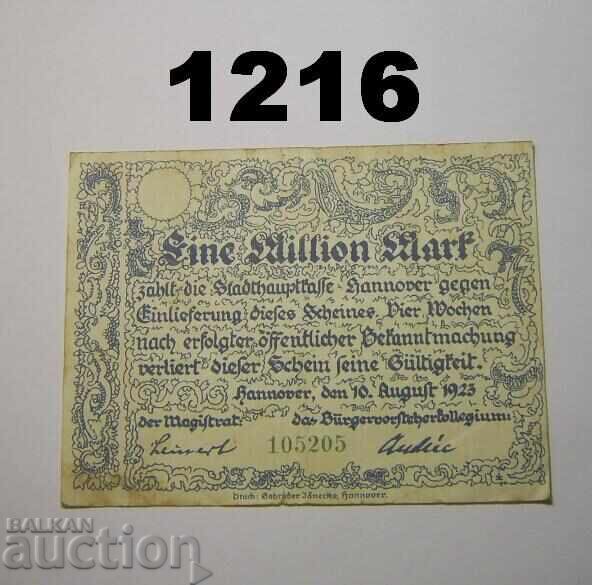 1216
Eine Million Mark
zahlt die Stadthauptkasse Hannover gegen
Einlieferung dieses Scheines. Vier Wochen
nach erfolgter öffentlicher Bekanntmachung
verliert dieser Schein seine Gültigkeit.
Hannover, den 10. August 1923
der Magistrat: das Bürgervorsteherkollegium:
Leinert 105205
Druck: Gebrüder Jänecke, Hannover.
BALKAN
auction